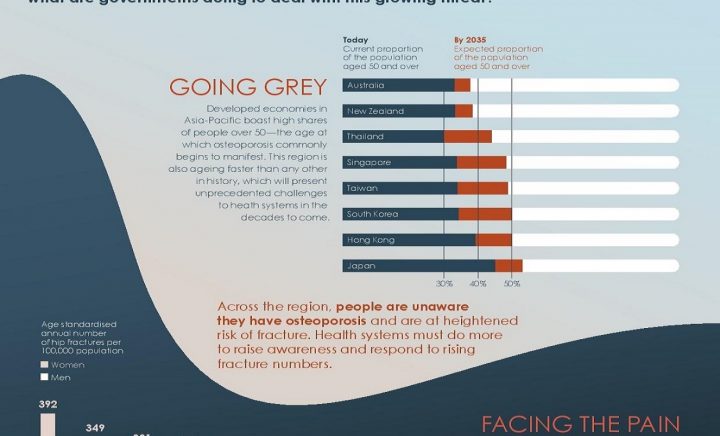 what are governments doing to deal with this growing threat?
Today
Current proportion
of the population
aged 50 and over
By 2035
Expected proportion
of the population
aged 50 and over
GOING GREY
Developed economies in
Asia-Pacific boast high shares
of people over 50—the age at
which osteoporosis commonly
begins to manifest. This region is
also ageing faster than any other
in history, which will present
unprecedented challenges
to heath systems in the
decades to come.
Australia
New Zealand
Thailand
Singapore
Taiwan
South Korea
Hong Kong
Japan
30% 40% 50%
Across the region, people are unaware
they have osteoporosis and are at heightened
risk of fracture. Health systems must do more
to raise awareness and respond to rising
fracture numbers.
Age standardised
annual number
of hip fractures per
100,000 population
Women
Men
392
349
FACING THE PAIN